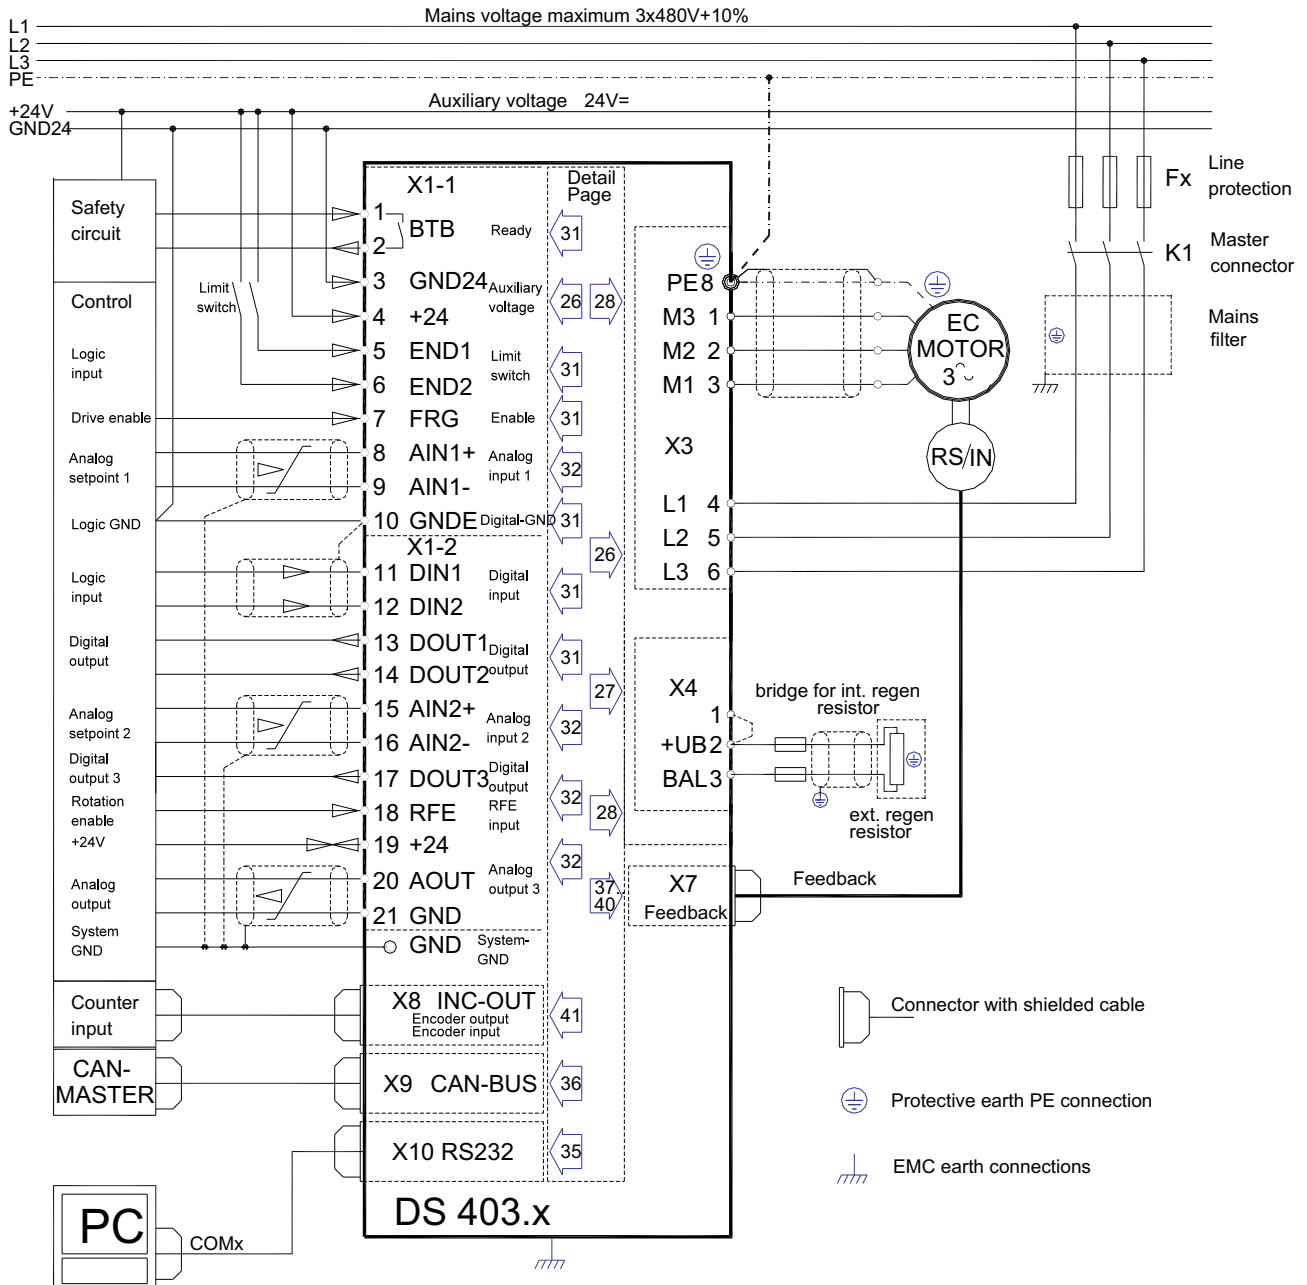 Mains voltage maximum 3x480V+10%
L1
L2
L3
PE
+24V
Auxiliary voltage 24V=
GND24
Safety
circuit
Control
Logic
input
Drive enable
Analog
setpoint 1
Logic GND
Logic
input
Digital
output
Analog
setpoint 2
Digital
output 3
Rotation
enable
+24V
Analog
output
System
GND
Counter
input
CAN-
MASTER
PC
COMx
Limit
switch
X1-1
1
2
BTB
Ready
3 GND24
4 +24
Auxiliary
voltage
5 END1
6 END2
Limit
switch
7 FRG
Enable
8 AIN1+
9 AIN1-
Analog
input 1
10 GNDE
Digital-GND
X1-2
11 DIN1
12 DIN2
Digital
input
13 DOUT1
14 DOUT2
Digital
output
15 AIN2+
16 AIN2-
Analog
input 2
17 DOUT3
Digital
output
18 RFE
RFE
input
19 +24
20 AOUT
Analog
output 3
21 GND
GND
System-
GND
X8 INC-OUT
Encoder output
Encoder input
X9 CAN-BUS
X10 RS232
DS 403.x
Detail
Page
31
26
28
31
31
32
31
26
31
31
27
32
32
28
32
37..
40
41
36
35
PE 8
M3 1
M2 2
M1 3
X3
L1 4
L2 5
L3 6
X4
1
+UB 2
BAL 3
X7
Feedback
Feedback
EC
MOTOR
3
RS/IN
bridge for int. regen
resistor
ext. regen
resistor
Fx
Line
protection
K1
Master
connector
Mains
filter
Connector with shielded cable
Protective earth PE connection
EMC earth connections